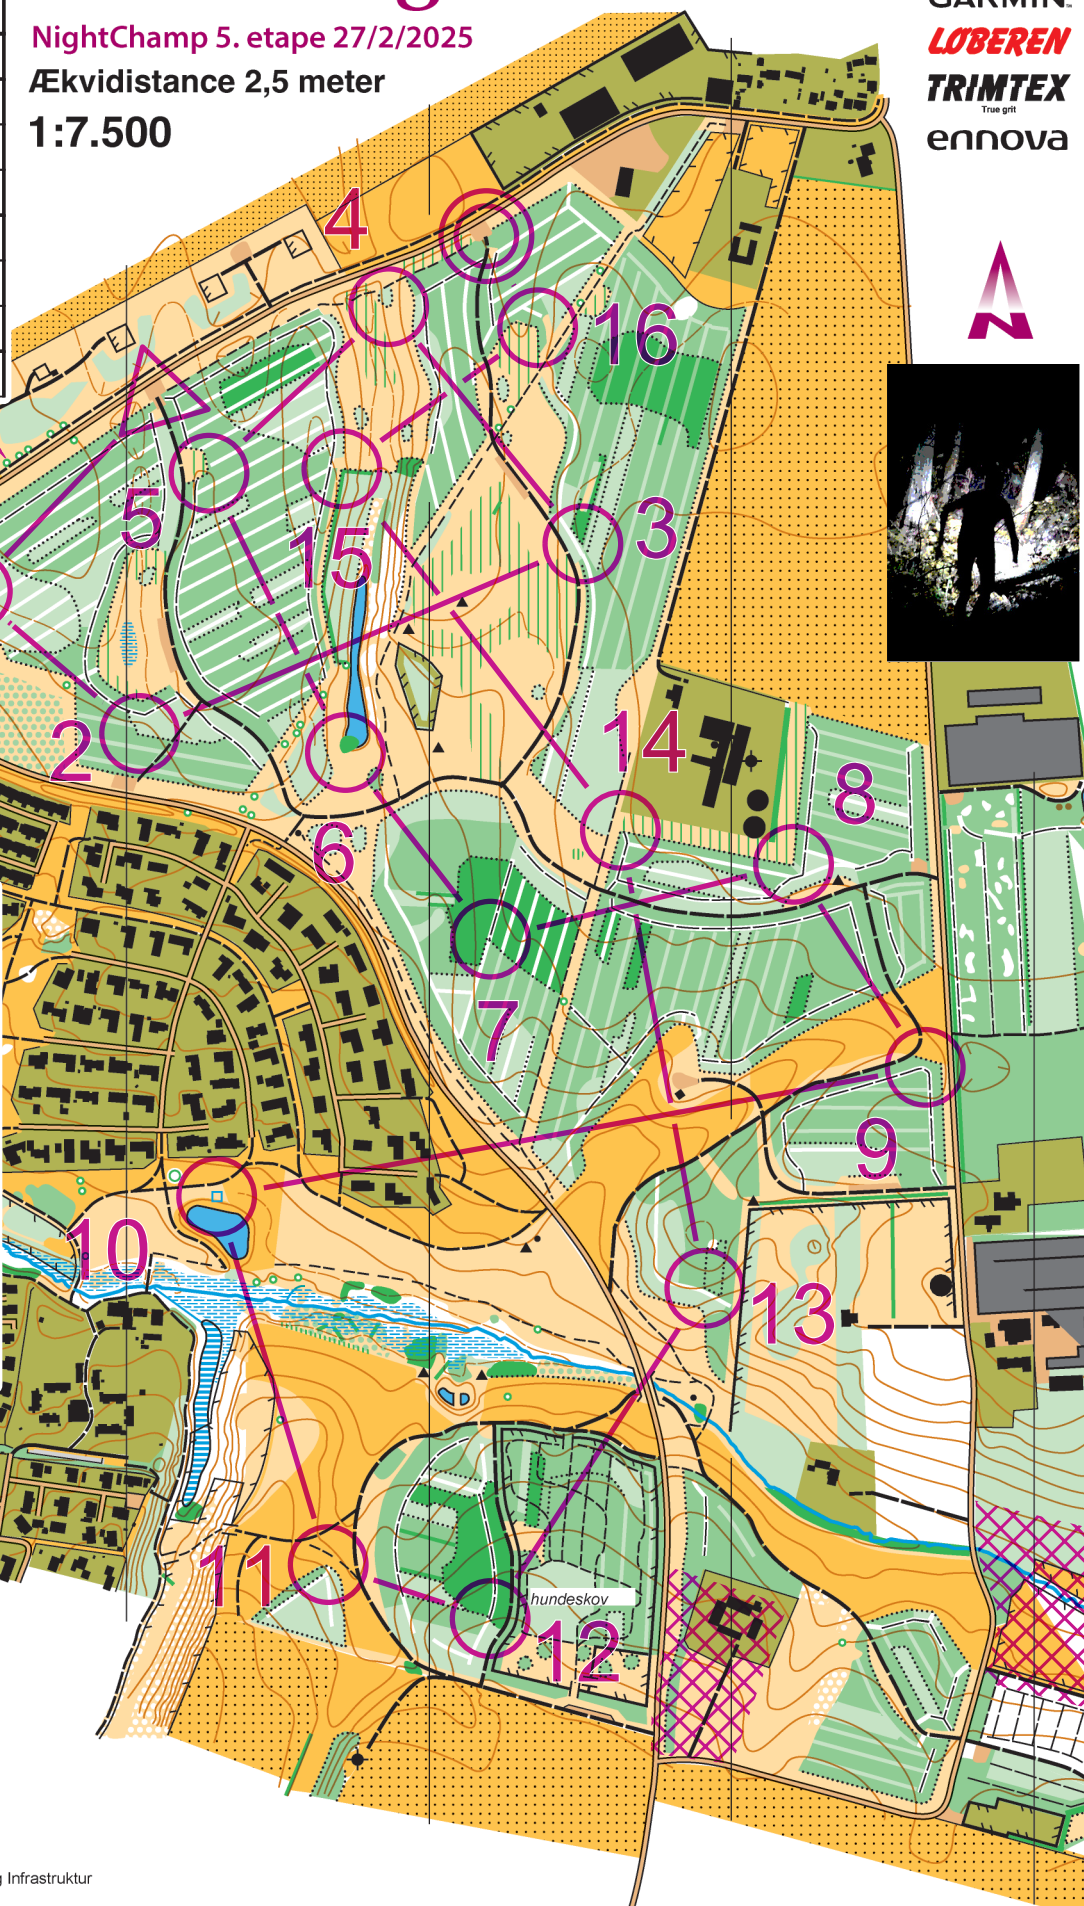 NightChamp 5. etape 27/2/2025
Ækvidistance 2,5 meter
1:7.500
GARMIN
LØBEREN
TRIMTEX
True grit
ennova
4
16
5
15
3
2
14
8
6
7
9
10
13
11
hundeskov
12
Infrastruktur